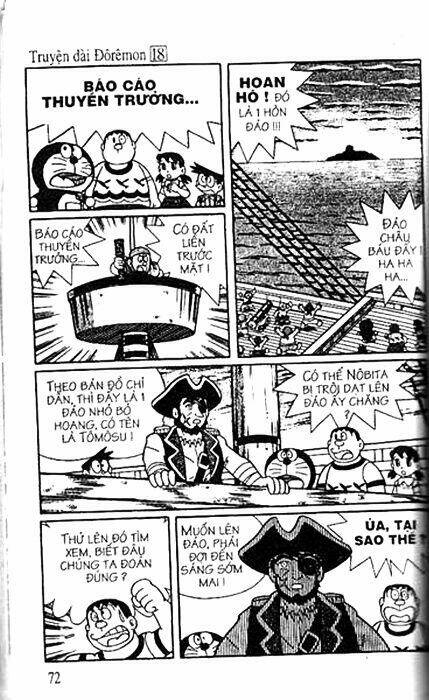 Truyện dài Đôrêmon 18
BÁO CÁO
THUYỀN TRƯỞNG...
HOAN
HÔ ! ĐÓ
LÀ 1 HÒN
ĐẢO !!!
BÁO CÁO
THUYỀN
TRƯỞNG...
CÓ ĐẤT
LIỀN
TRƯỚC
MẶT !
ĐẢO
CHÂU
BÁU ĐÂY !
HA HA
HA...
THEO BẢN ĐỒ CHỈ
DẪN, THÌ ĐÂY LÀ 1
ĐẢO NHỎ BỎ
HOANG, CÓ TÊN
LÀ TÔMÔSU !
CÓ THỂ NÔBITA
BỊ TRÔI DẠT LÊN
ĐẢO ẤY CHĂNG
?
THỬ LÊN ĐÓ TÌM
XEM, BIẾT ĐÂU
CHÚNG TA ĐOÁN
ĐÚNG ?
MUỐN LÊN
ĐẢO, PHẢI
ĐỢI ĐẾN
SÁNG SỚM
MAI !
ỦA, TẠI
SAO THẾ ?
72